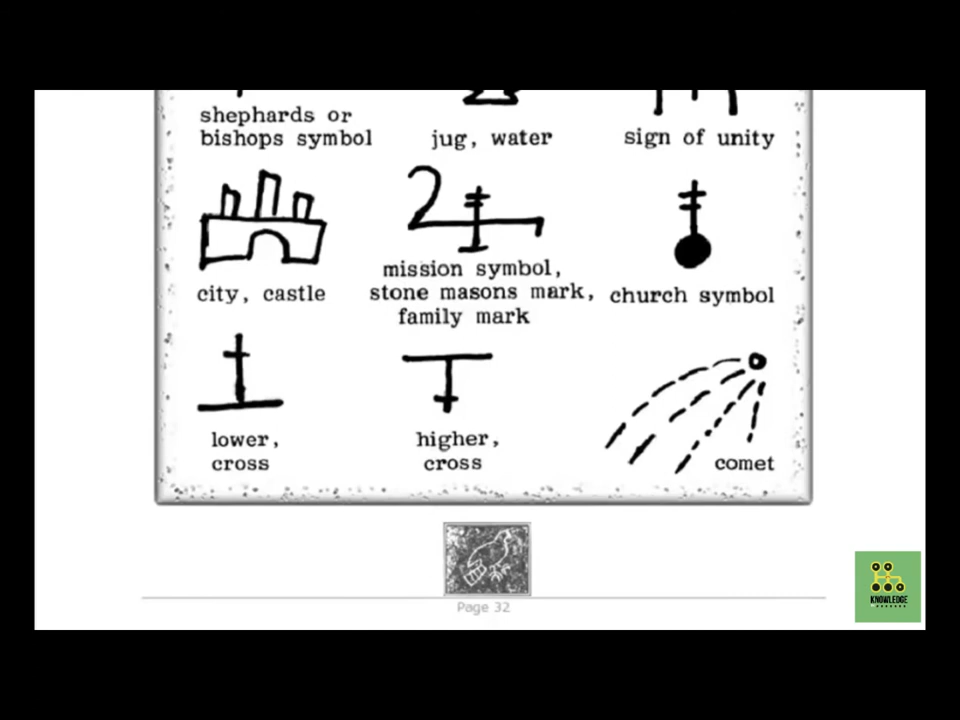 shephards or
bishops symbol
jug, water
sign of unity
city, castle
mission symbol,
stone masons mark,
family mark
church symbol
lower,
cross
higher,
cross
comet
Page 32
KNOWLEDGE